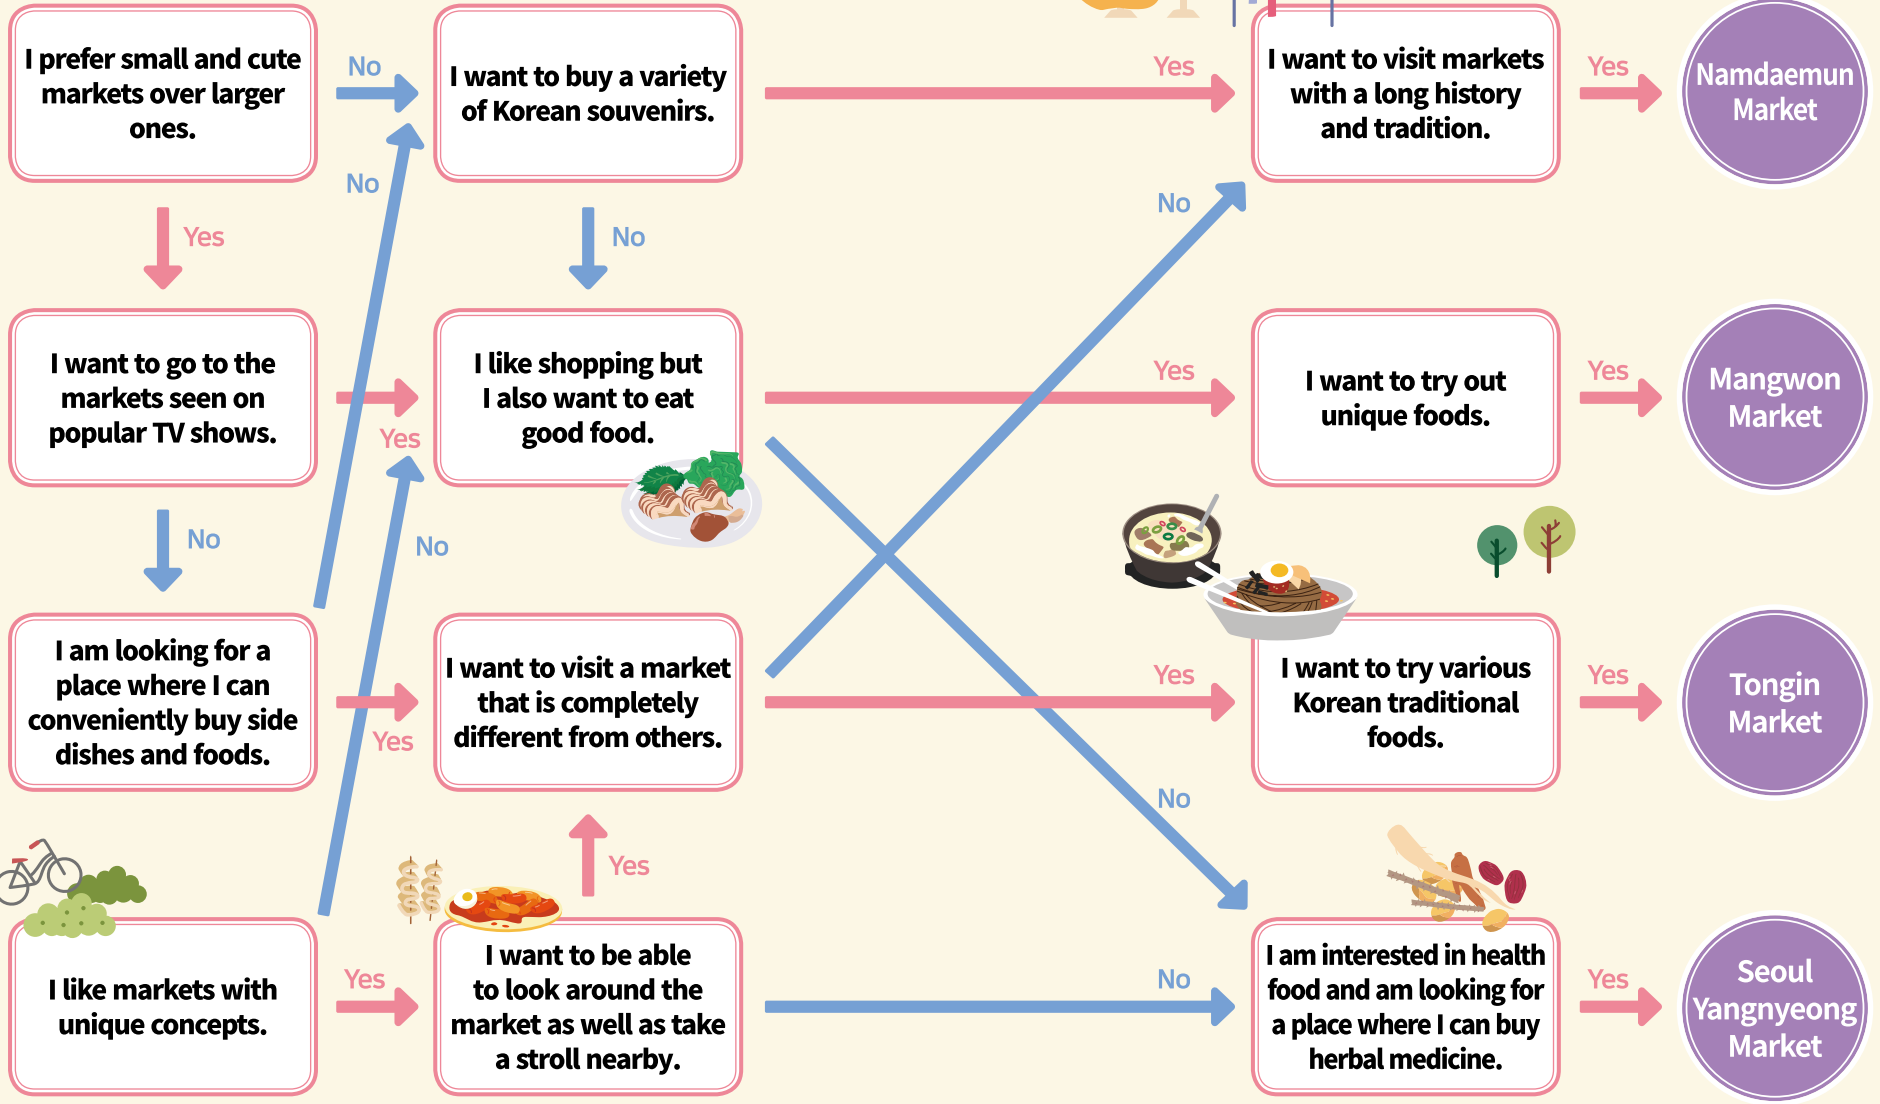 I prefer small and cute
markets over larger
ones.
No
I want to buy a variety
of Korean souvenirs.
Yes
I want to visit markets
with a long history
and tradition.
Yes
Namdaemun
Market
No
Yes
No
No
I want to go to the
markets seen on
popular TV shows.
Yes
I like shopping but
I also want to eat
good food.
Yes
I want to try out
unique foods.
Yes
Mangwon
Market
No
No
I am looking for a
place where I can
conveniently buy side
dishes and foods.
Yes
I want to visit a market
that is completely
different from others.
Yes
I want to try various
Korean traditional
foods.
Yes
Tongin
Market
No
Yes
I like markets with
unique concepts.
Yes
I want to be able
to look around the
market as well as take
a stroll nearby.
No
I am interested in health
food and am looking for
a place where I can buy
herbal medicine.
Yes
Seoul
Yangnyeong
Market